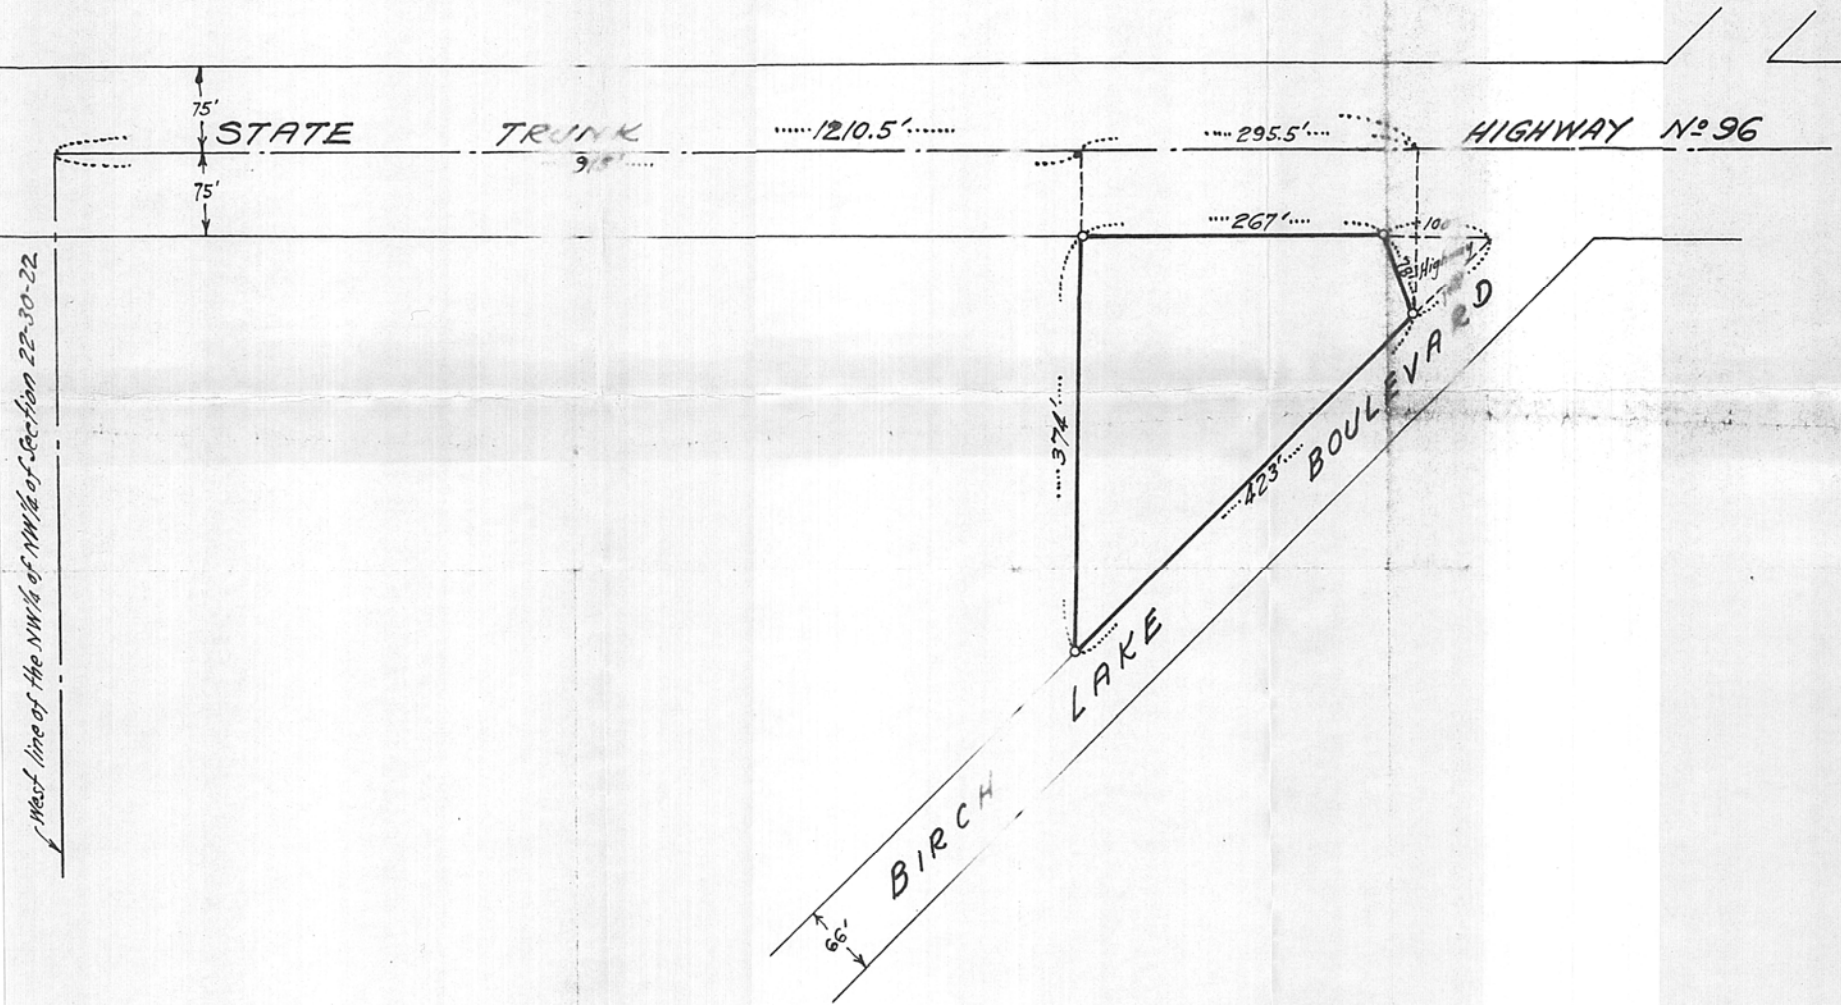 75'
STATE TRUNK 1210.5' 295.5' HIGHWAY Nº 96
75'
267' 100'
78'
Highway
374'
423'
BIRCH LAKE BOULEVARD
66'
West line of the NW¼ of NW¼ of Section 22-30-22